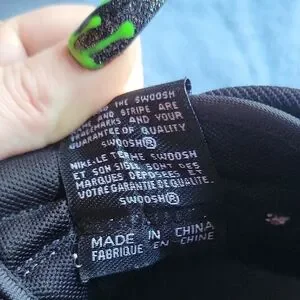 THE SWOOSH
AND STRIPE ARE
TRADEMARKS AND YOUR
GUARANTEE OF QUALITY
SWOOSH®
NIKE: LE TERME SWOOSH
ET SON SIGLE SONT DES
MARQUES DEPOSEES ET
VOTRE GARANTIE DE QUALITE.
SWOOSH®
MADE IN CHINA
FABRIQUE EN CHINE